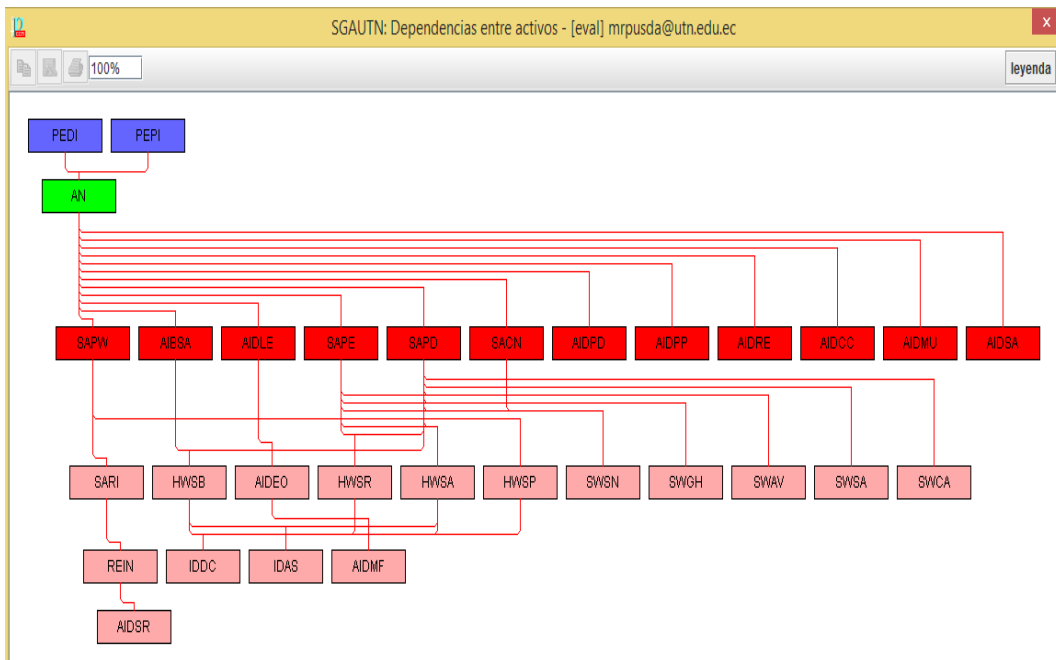 SGAUTN: Dependencias entre activos - [eval] mrpusda@utn.edu.ec
x
100%
leyenda
PEDI PEPI
AN
SAPW AIBSA AIDLE SAPE SAPD SACN AIDPD AIDPP AIDRE AIDCC AIDMU AIDSA
SARI HWSB AIDEO HWSR HWSA HWSP SWSN SWGH SWAV SWSA SWCA
REIN IDDC IDAS AIDMF
AIDSR